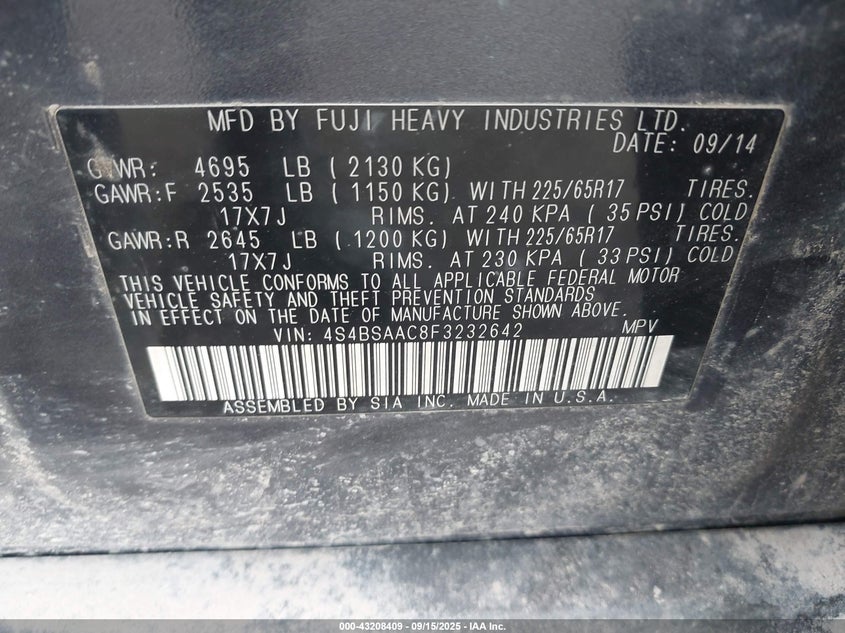 MFD BY FUJI HEAVY INDUSTRIES LTD.
DATE: 09/14
GVWR: 4695 LB ( 2130 KG)
GAWR:F 2535 LB ( 1150 KG) WITH 225/65R17 TIRES.
17X7J RIMS. AT 240 KPA ( 35 PSI) COLD
GAWR:R 2645 LB ( 1200 KG) WITH 225/65R17 TIRES.
17X7J RIMS. AT 230 KPA ( 33 PSI) COLD
THIS VEHICLE CONFORMS TO ALL APPLICABLE FEDERAL MOTOR
VEHICLE SAFETY AND THEFT PREVENTION STANDARDS
IN EFFECT ON THE DATE OF MANUFACTURE SHOWN ABOVE.
VIN: 4S4BSAAC8F3232642 MPV
ASSEMBLED BY SIA INC. MADE IN U.S.A.
000-43208409 - 09/15/2025 - IAA Inc.